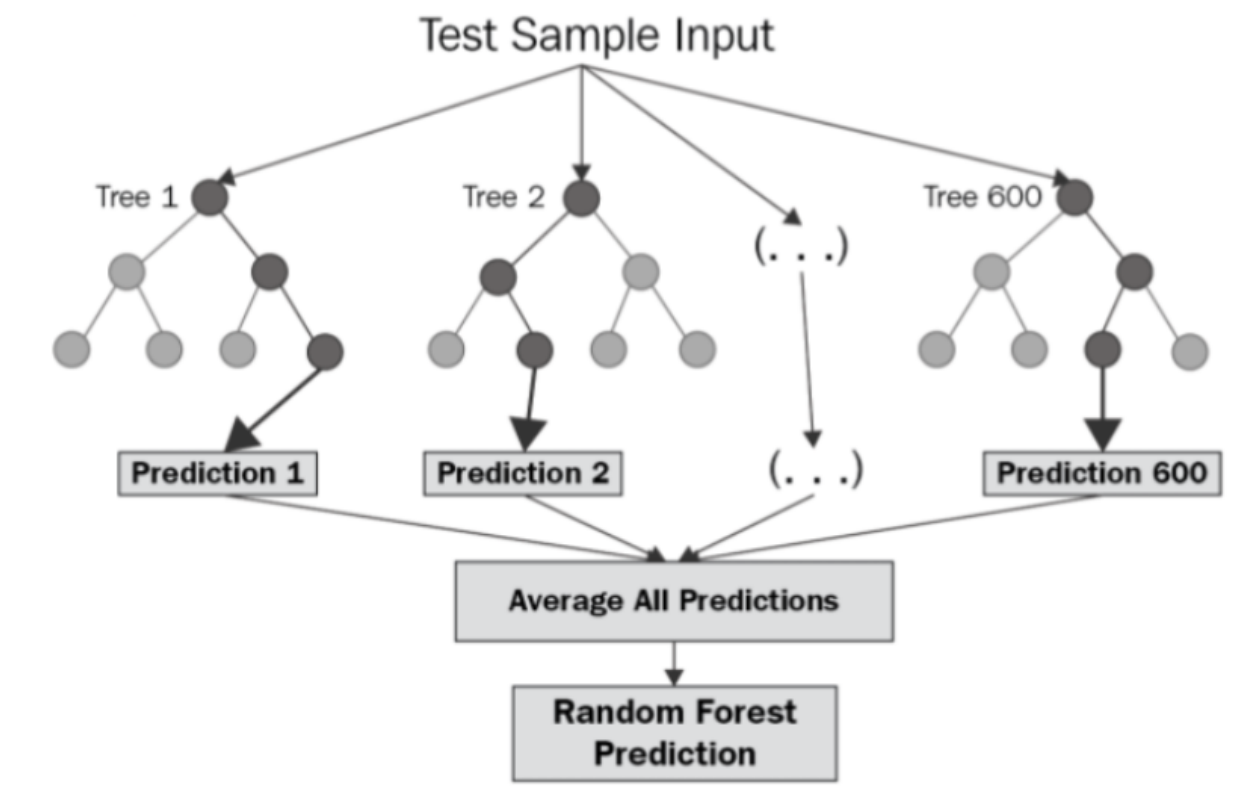 Test Sample Input
Tree 1
Tree 2
Tree 600
(. . .)
Prediction 1
Prediction 2
(. . .)
Prediction 600
Average All Predictions
Random Forest
Prediction